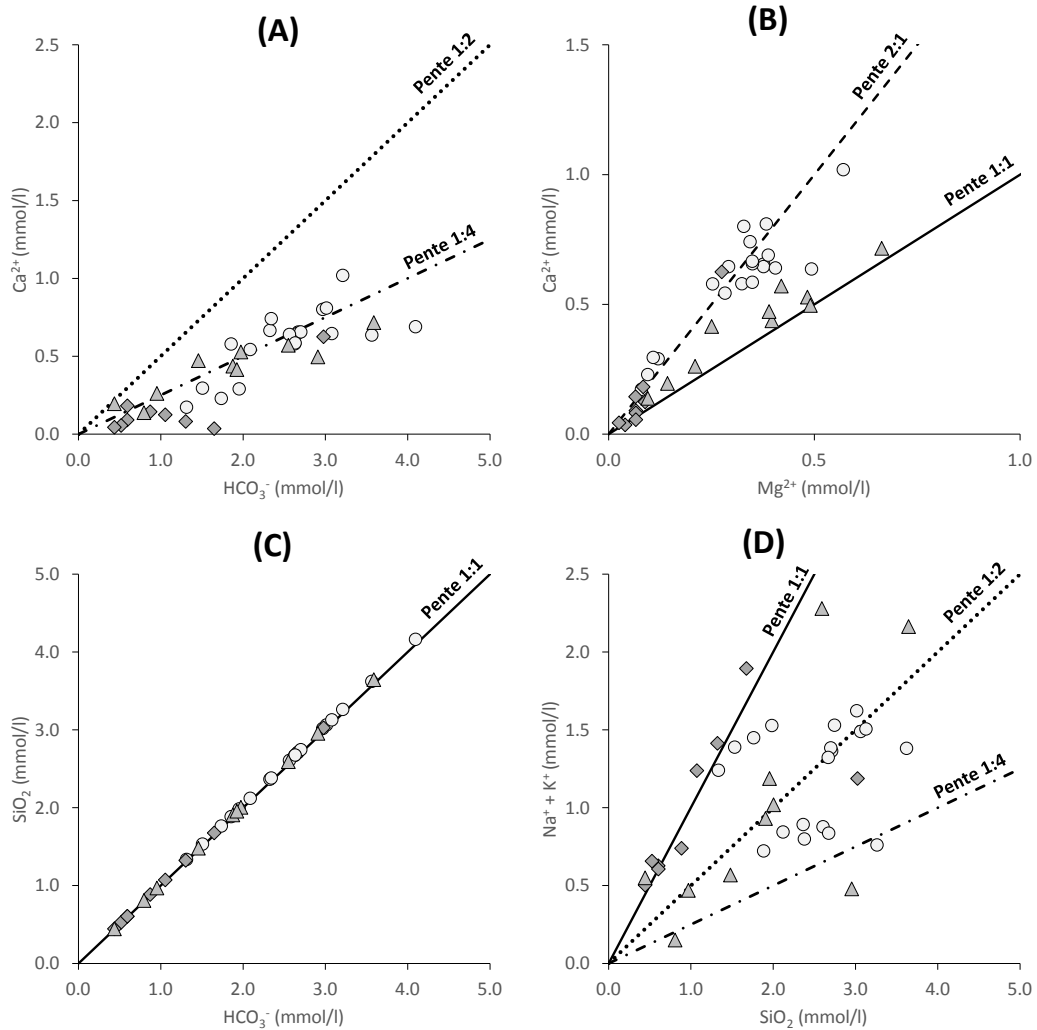 (A)
2.5
2.0
1.5
1.0
0.5
0.0
Ca²⁺ (mmol/l)
Pente 1:2
Pente 1:4
0.0 1.0 2.0 3.0 4.0 5.0
HCO₃⁻ (mmol/l)
(B)
1.5
1.0
0.5
0.0
Ca²⁺ (mmol/l)
Pente 2:1
Pente 1:1
0.0 0.5 1.0
Mg²⁺ (mmol/l)
(C)
5.0
4.0
3.0
2.0
1.0
0.0
SiO₂ (mmol/l)
Pente 1:1
0.0 1.0 2.0 3.0 4.0 5.0
HCO₃⁻ (mmol/l)
(D)
2.5
2.0
1.5
1.0
0.5
0.0
Na⁺ + K⁺ (mmol/l)
Pente 1:1
Pente 1:2
Pente 1:4
0.0 1.0 2.0 3.0 4.0 5.0
SiO₂ (mmol/l)